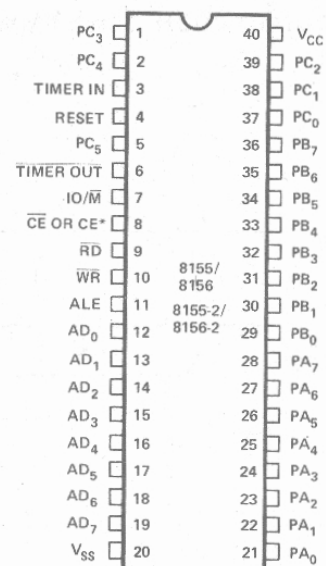 PC3 1 40 VCC
PC4 2 39 PC2
TIMER IN 3 38 PC1
RESET 4 37 PC0
PC5 5 36 PB7
TIMER OUT 6 35 PB6
IO/M 7 34 PB5
CE OR CE* 8 33 PB4
RD 9 32 PB3
WR 10 8155/ 8156 31 PB2
ALE 11 8155-2/ 30 PB1
AD0 12 8156-2 29 PB0
AD1 13 28 PA7
AD2 14 27 PA6
AD3 15 26 PA5
AD4 16 25 PA4
AD5 17 24 PA3
AD6 18 23 PA2
AD7 19 22 PA1
VSS 20 21 PA0